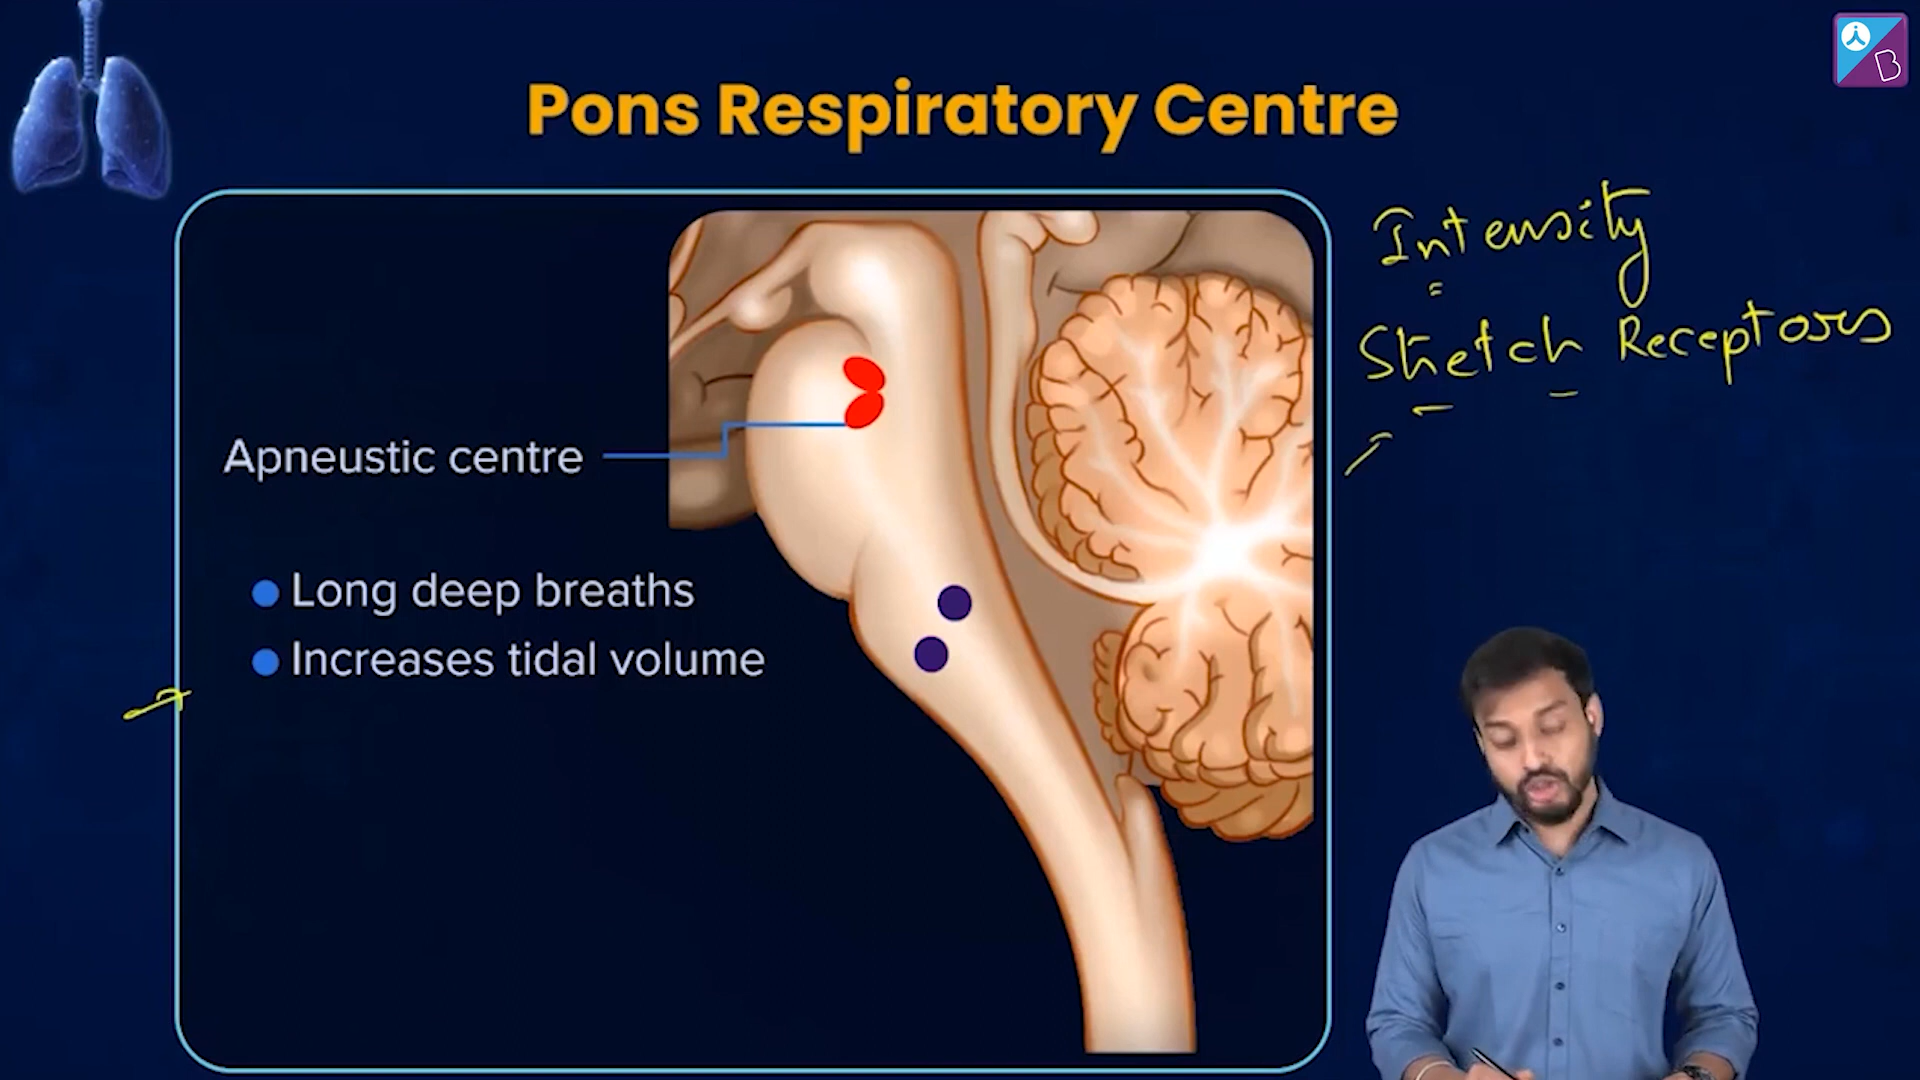 Pons Respiratory Centre
Intensity
Stretch Receptors
Apneustic centre
Long deep breaths
Increases tidal volume
B